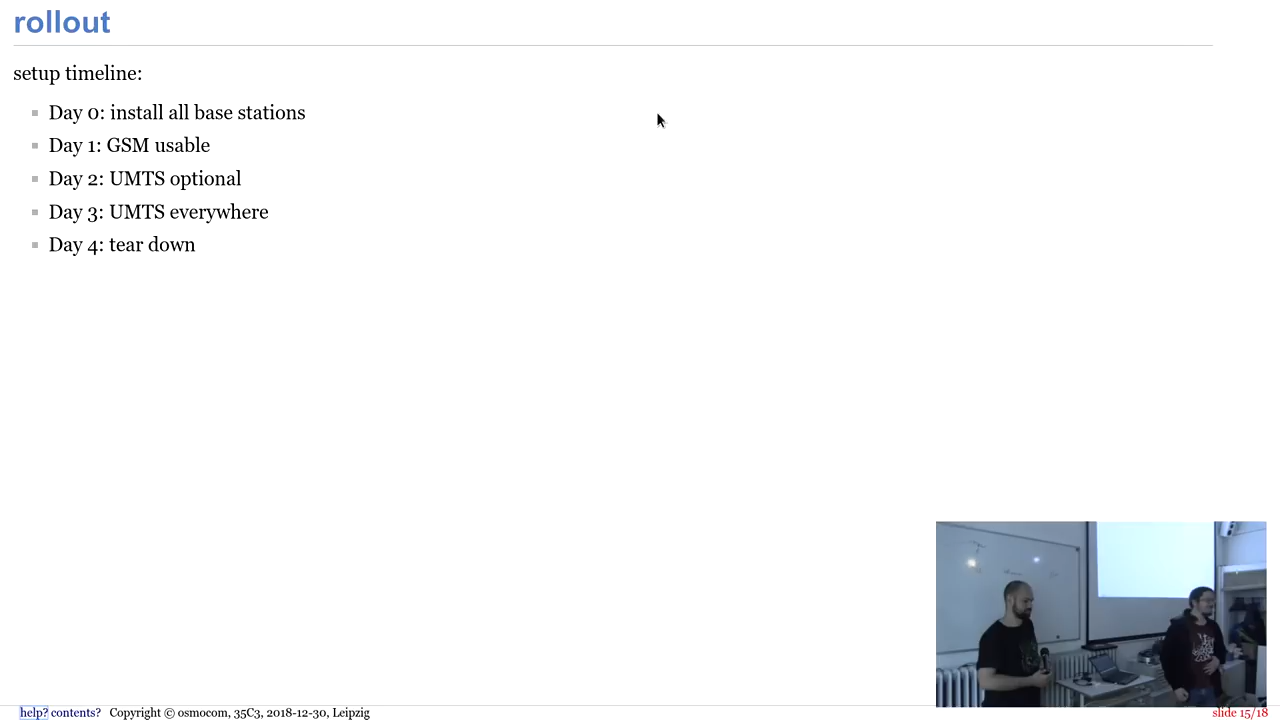 rollout
setup timeline:
Day 0: install all base stations
Day 1: GSM usable
Day 2: UMTS optional
Day 3: UMTS everywhere
Day 4: tear down
help? contents? Copyright © osmocom, 35C3, 2018-12-30, Leipzig
slide 15/18